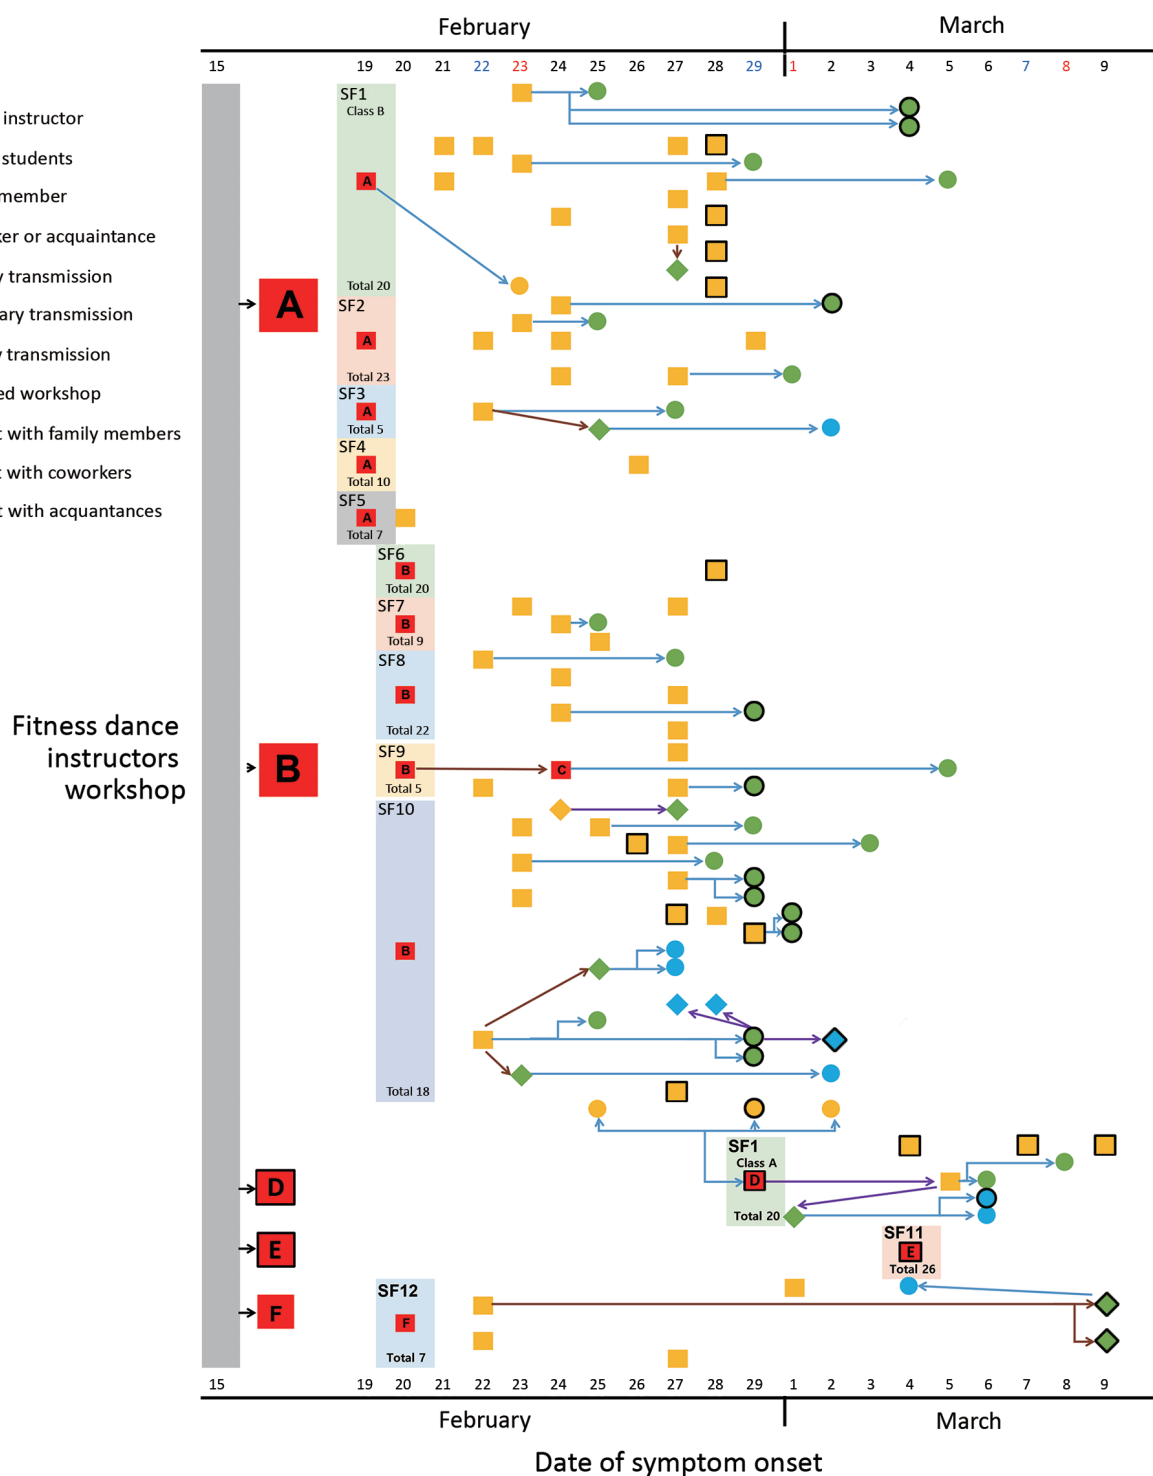 February March
15 19 20 21 22 23 24 25 26 27 28 29 1 2 3 4 5 6 7 8 9
instructor
students
member
ker or acquaintance
y transmission
ary transmission
y transmission
ed workshop
t with family members
t with coworkers
t with acquantances
SF1
Class B
A
Total 20
A
SF2
A
Total 23
SF3
A
Total 5
SF4
A
Total 10
SF5
A
Total 7
SF6
B
Total 20
SF7
B
Total 9
SF8
B
Total 22
Fitness dance
instructors
workshop
B
SF9
B C
Total 5
SF10
B
Total 18
SF1
Class A
D
D
Total 20
SF11
E
E
Total 26
SF12
F
F
Total 7
15 19 20 21 22 23 24 25 26 27 28 29 1 2 3 4 5 6 7 8 9
February March
Date of symptom onset